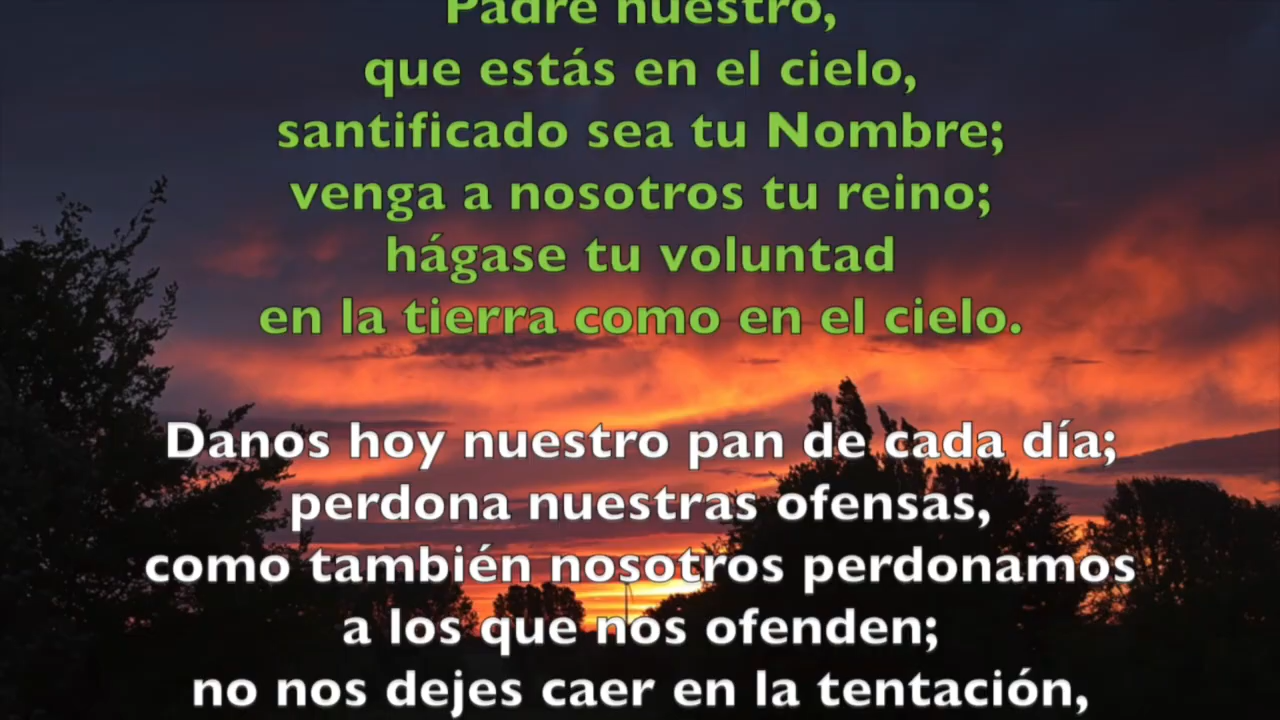 Padre nuestro,
que estás en el cielo,
santificado sea tu Nombre;
venga a nosotros tu reino;
hágase tu voluntad
en la tierra como en el cielo.
Danos hoy nuestro pan de cada día;
perdona nuestras ofensas,
como también nosotros perdonamos
a los que nos ofenden;
no nos dejes caer en la tentación,